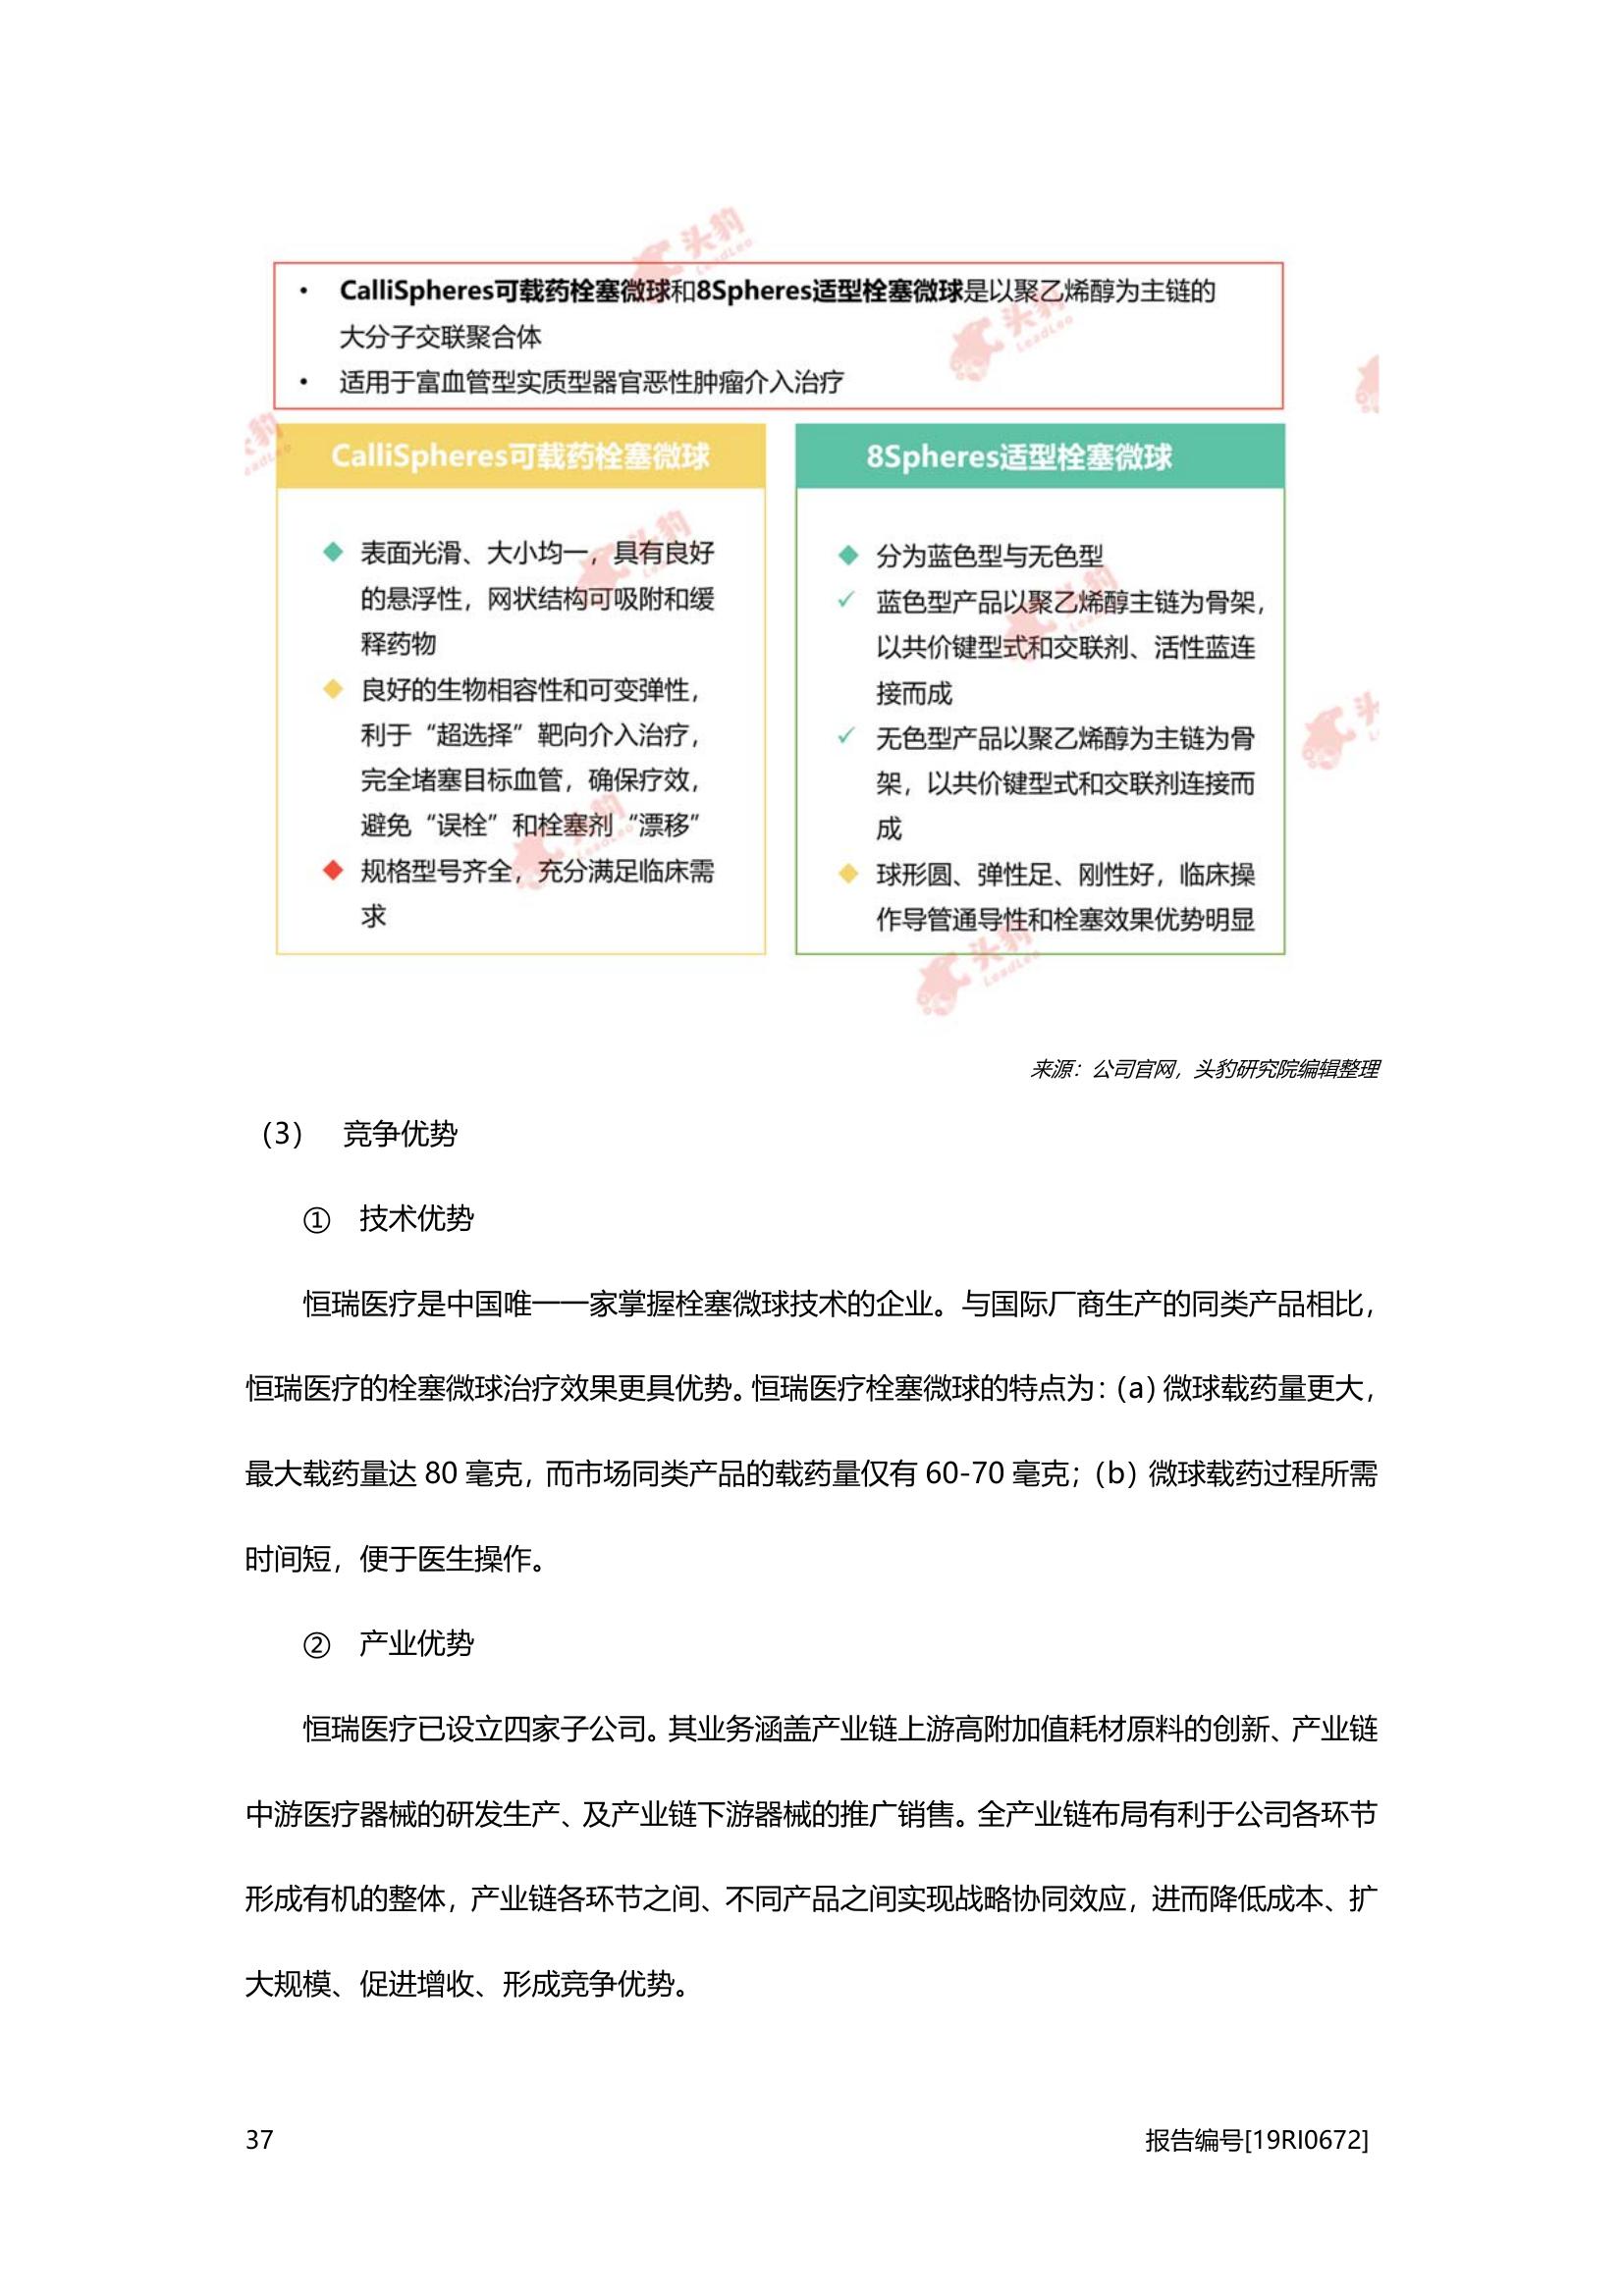 • CalliSpheres可载药栓塞微球和8Spheres适型栓塞微球是以聚乙烯醇为主链的
大分子交联聚合体
• 适用于富血管型实质型器官恶性肿瘤介入治疗
CalliSpheres可载药栓塞微球
◆ 表面光滑、大小均一，具有良好
的悬浮性，网状结构可吸附和缓
释药物
◆ 良好的生物相容性和可变弹性，
利于“超选择”靶向介入治疗，
完全堵塞目标血管，确保疗效，
避免“误栓”和栓塞剂“漂移”
◆ 规格型号齐全，充分满足临床需
求
8Spheres适型栓塞微球
◆ 分为蓝色型与无色型
✓ 蓝色型产品以聚乙烯醇主链为骨架，
以共价键型式和交联剂、活性蓝连
接而成
✓ 无色型产品以聚乙烯醇为主链为骨
架，以共价键型式和交联剂连接而
成
◆ 球形圆、弹性足、刚性好，临床操
作导管通导性和栓塞效果优势明显
头豹 LeadLeo
来源：公司官网，头豹研究院编辑整理
（3） 竞争优势
① 技术优势
恒瑞医疗是中国唯一一家掌握栓塞微球技术的企业。与国际厂商生产的同类产品相比，
恒瑞医疗的栓塞微球治疗效果更具优势。恒瑞医疗栓塞微球的特点为：（a）微球载药量更大，
最大载药量达 80 毫克，而市场同类产品的载药量仅有 60-70 毫克；（b）微球载药过程所需
时间短，便于医生操作。
② 产业优势
恒瑞医疗已设立四家子公司。其业务涵盖产业链上游高附加值耗材原料的创新、产业链
中游医疗器械的研发生产、及产业链下游器械的推广销售。全产业链布局有利于公司各环节
形成有机的整体，产业链各环节之间、不同产品之间实现战略协同效应，进而降低成本、扩
大规模、促进增收、形成竞争优势。
37
报告编号[19RI0672]